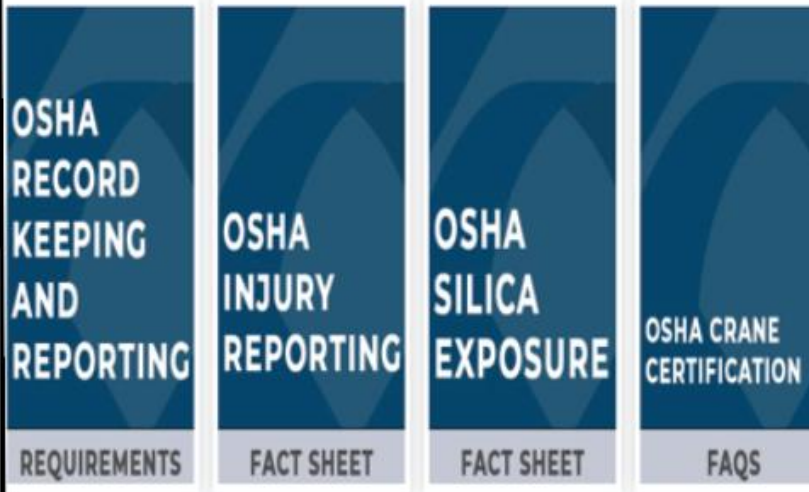 OSHA
RECORD
KEEPING
AND
REPORTING
REQUIREMENTS
OSHA
INJURY
REPORTING
FACT SHEET
OSHA
SILICA
EXPOSURE
FACT SHEET
OSHA CRANE
CERTIFICATION
FAQS